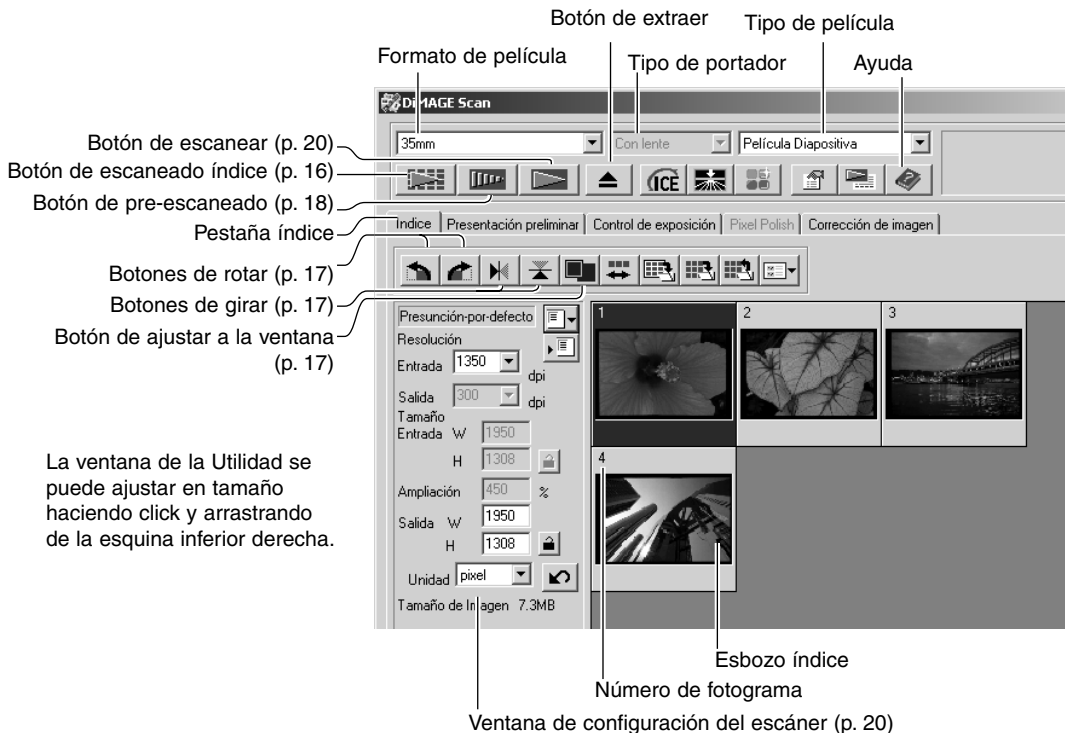 Botón de extraer
Tipo de película
Formato de película
Tipo de portador
Ayuda
DiMAGE Scan
35mm
Con lente
Película Diapositiva
Botón de escanear (p. 20)
Botón de escaneado índice (p. 16)
Botón de pre-escaneado (p. 18)
Pestaña índice
Botones de rotar (p. 17)
Botones de girar (p. 17)
Botón de ajustar a la ventana
(p. 17)
ICE
Indice
Presentación preliminar
Control de exposición
Pixel Polish
Corrección de imagen
Presunción-por-defecto
Resolución
Entrada 1350 dpi
Salida 300 dpi
Tamaño
Entrada W 1950
H 1308
Ampliación 450 %
Salida W 1950
H 1308
Unidad pixel
Tamaño de Imagen 7.3MB
1
2
3
4
La ventana de la Utilidad se
puede ajustar en tamaño
haciendo click y arrastrando
de la esquina inferior derecha.
Esbozo índice
Número de fotograma
Ventana de configuración del escáner (p. 20)